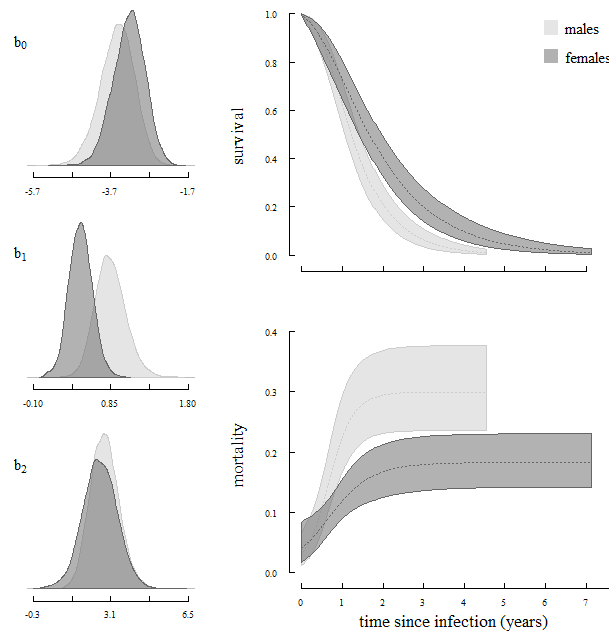 b0
-5.7 -3.7 -1.7
b1
-0.10 0.85 1.80
b2
-0.3 3.1 6.5
survival
1.0
0.8
0.6
0.4
0.2
0.0
males
females
mortality
0.4
0.3
0.2
0.1
0.0
0 1 2 3 4 5 6 7
time since infection (years)